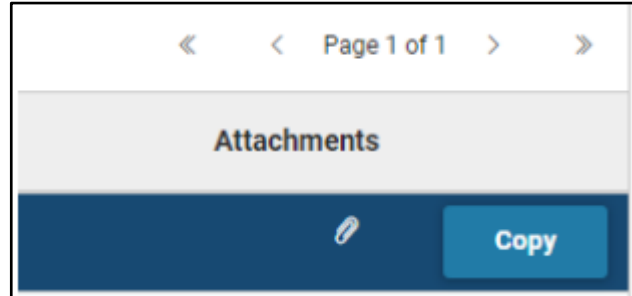 « < Page 1 of 1 > »
Attachments
Copy